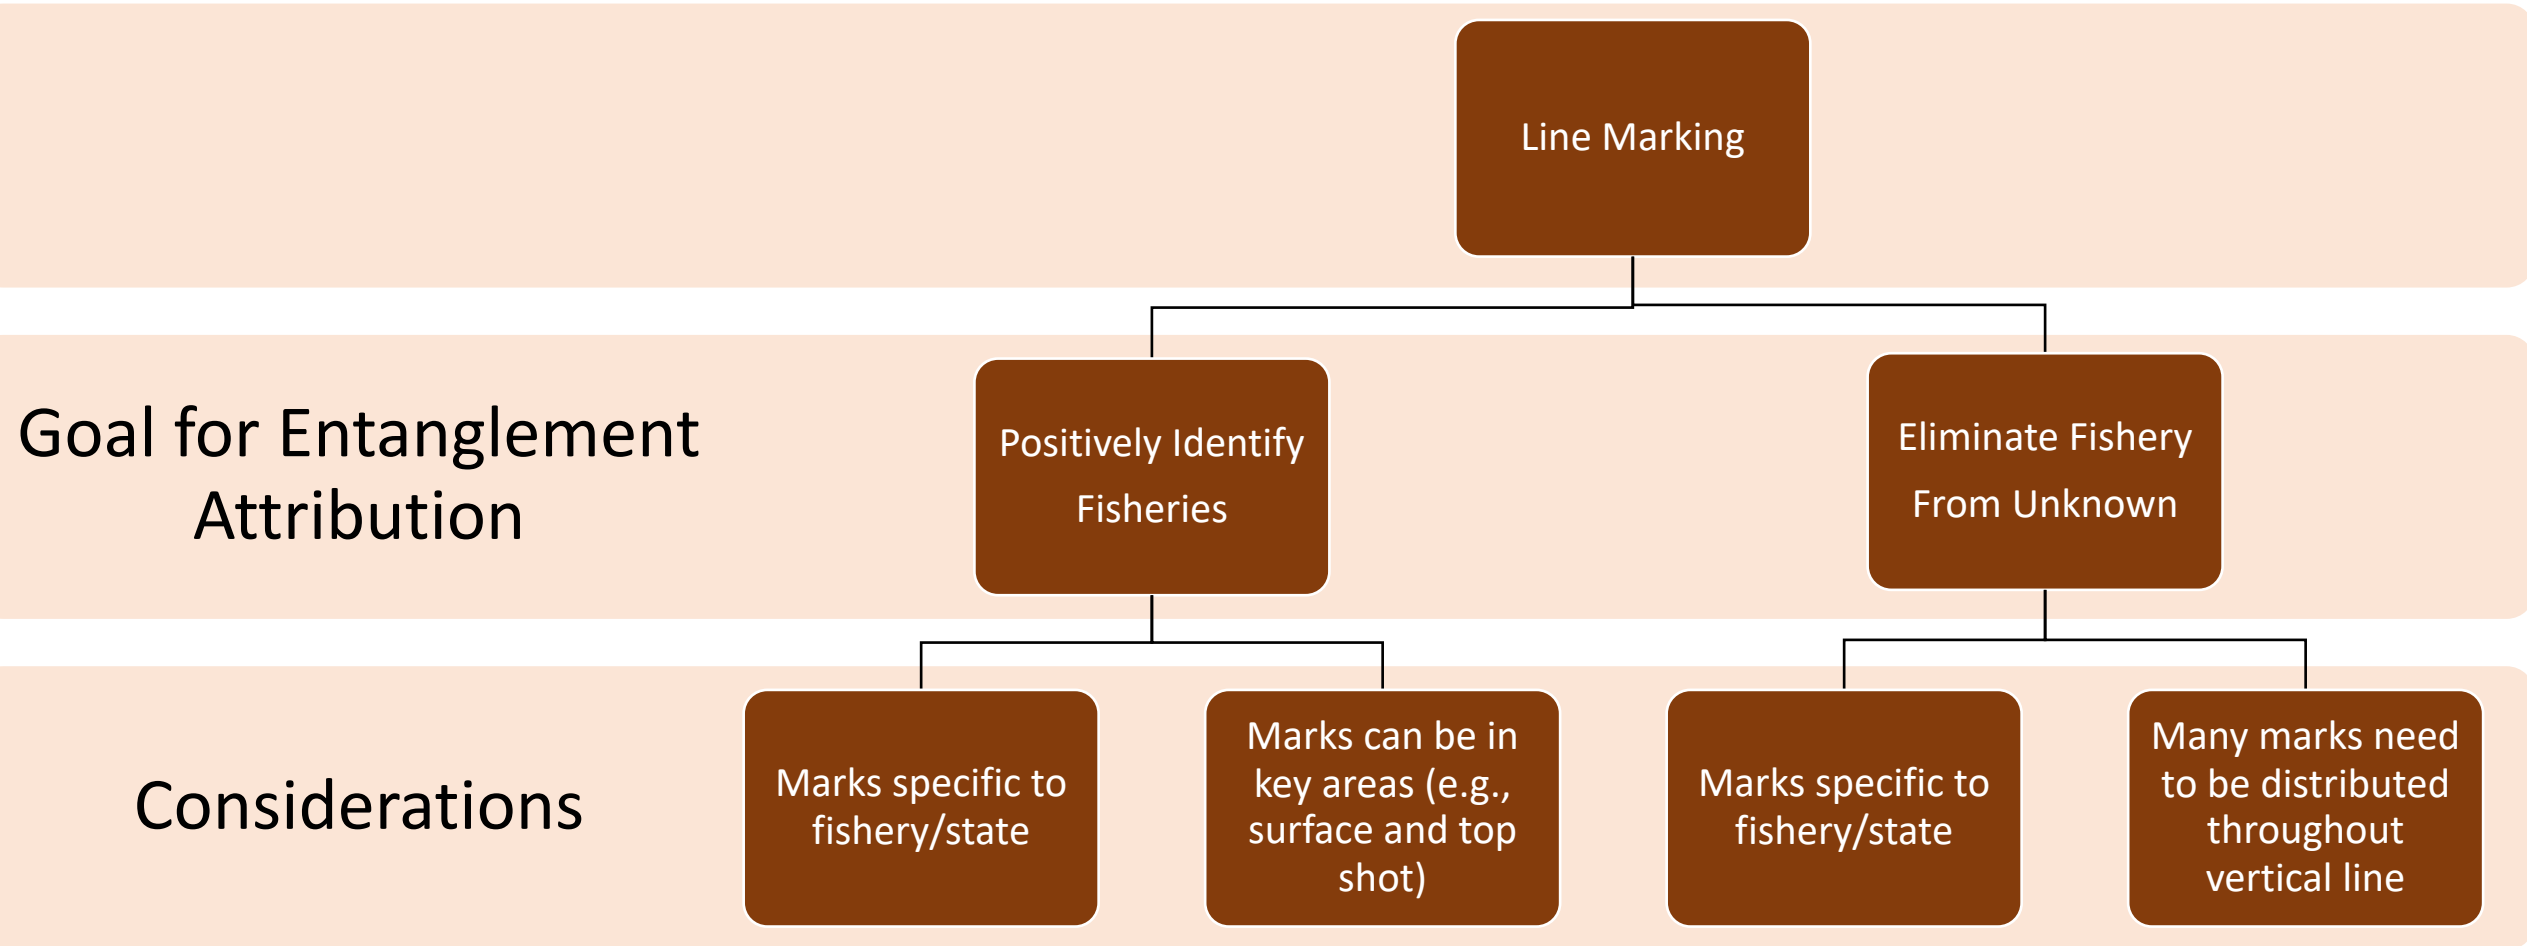 Line Marking
Goal for Entanglement
Attribution
Positively Identify
Fisheries
Eliminate Fishery
From Unknown
Considerations
Marks specific to
fishery/state
Marks can be in
key areas (e.g.,
surface and top
shot)
Marks specific to
fishery/state
Many marks need
to be distributed
throughout
vertical line